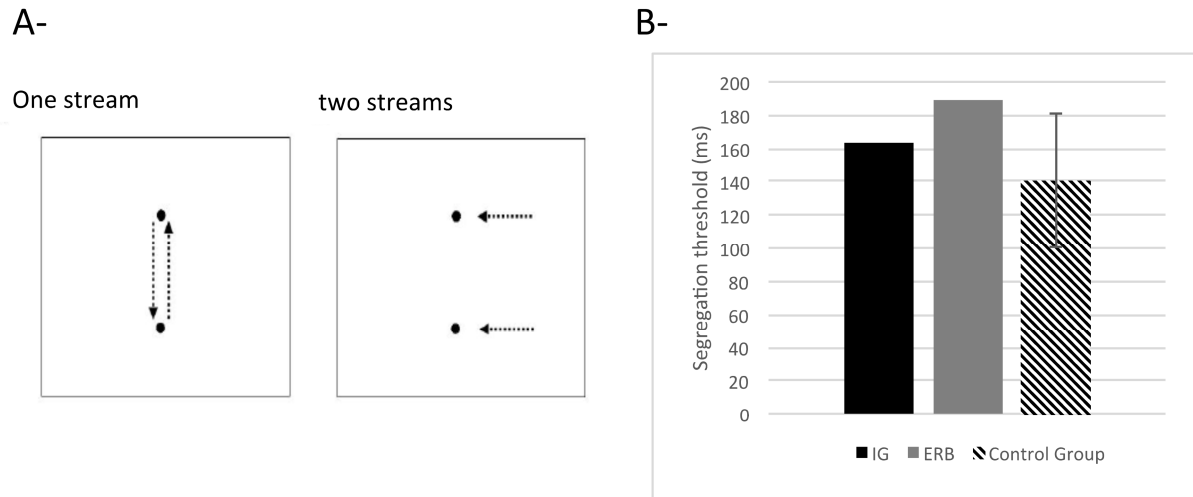 A-
B-
One stream
two streams
Segregation threshold (ms)
200
180
160
140
120
100
80
60
40
20
0
IG ERB Control Group